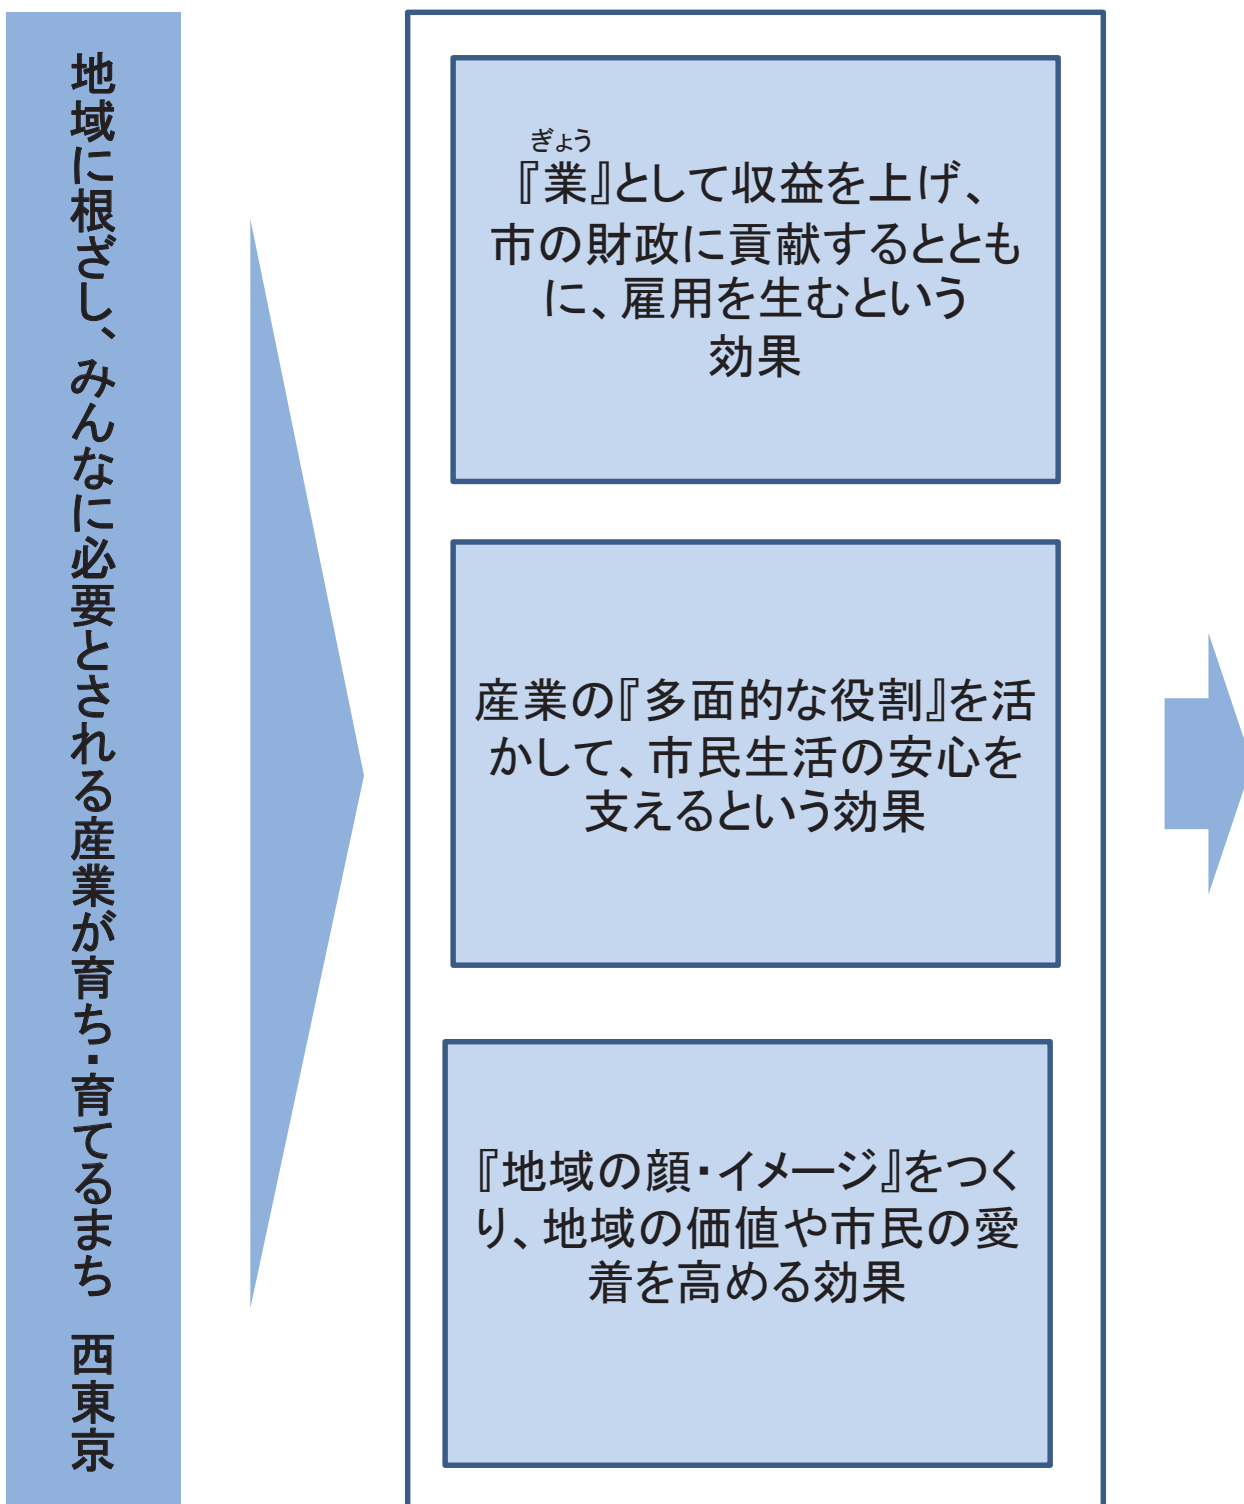 地域に根ざし、みんなに必要とされる産業が育ち・育てるまち　西東京
ぎょう
『業』として収益を上げ、
市の財政に貢献するととも
に、雇用を生むという
効果
産業の『多面的な役割』を活
かして、市民生活の安心を
支えるという効果
『地域の顔・イメージ』をつく
り、地域の価値や市民の愛
着を高める効果